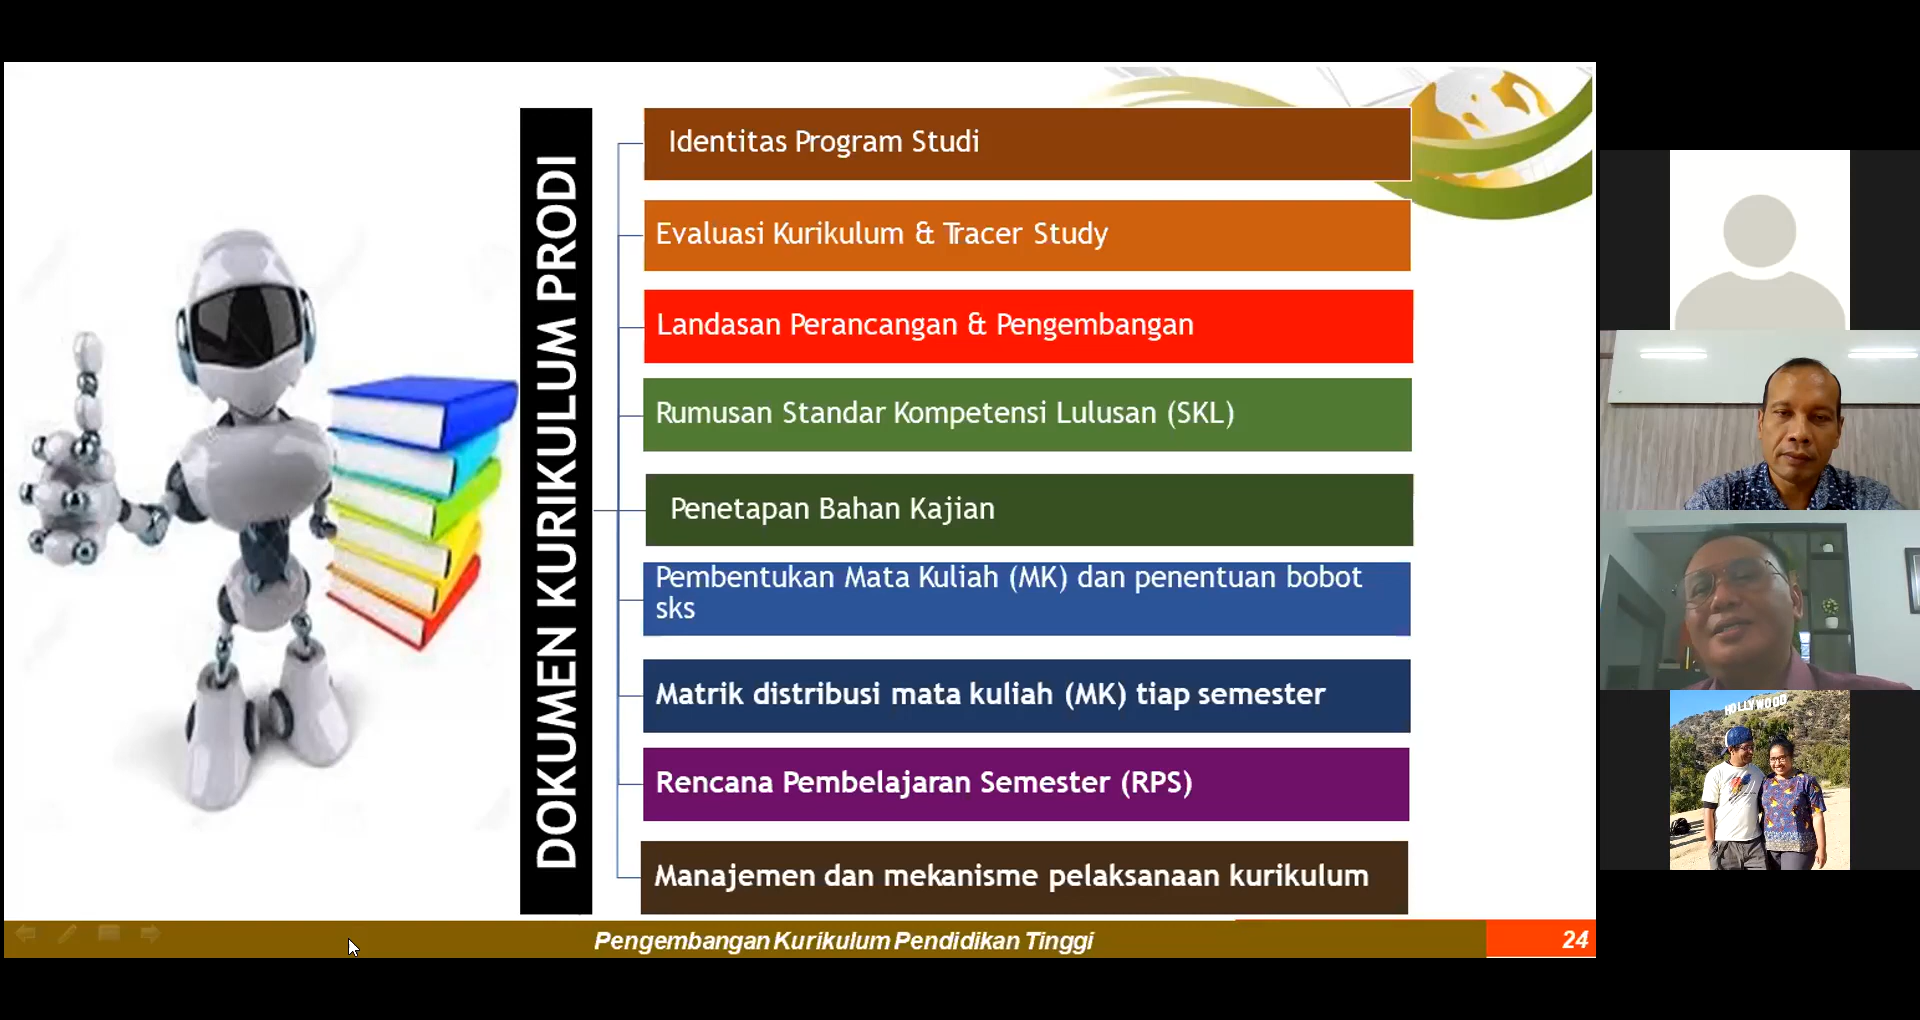 DOKUMEN KURIKULUM PRODI
Identitas Program Studi
Evaluasi Kurikulum & Tracer Study
Landasan Perancangan & Pengembangan
Rumusan Standar Kompetensi Lulusan (SKL)
Penetapan Bahan Kajian
Pembentukan Mata Kuliah (MK) dan penentuan bobot
sks
Matrik distribusi mata kuliah (MK) tiap semester
Rencana Pembelajaran Semester (RPS)
Manajemen dan mekanisme pelaksanaan kurikulum
Pengembangan Kurikulum Pendidikan Tinggi
24
HOLLYWOOD